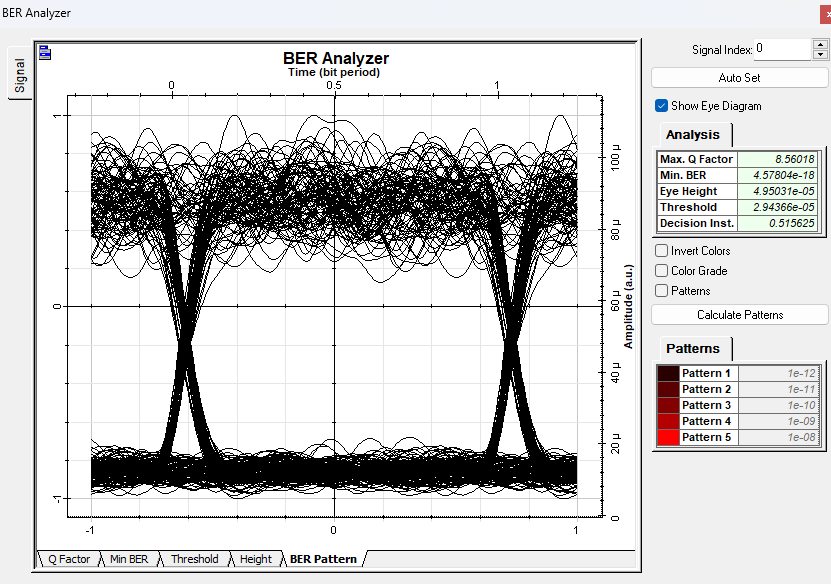 BER Analyzer
x
Signal
BER Analyzer
Time (bit period)
0 0.5 1
1
0
-1
-1 0 1
100 µ
80 µ
60 µ
40 µ
20 µ
0
Amplitude (a.u.)
Q Factor Min BER Threshold Height BER Pattern
Signal Index: 0
Auto Set
Show Eye Diagram
Analysis
Max. Q Factor 8.56018
Min. BER 4.57804e-18
Eye Height 4.95031e-05
Threshold 2.94366e-05
Decision Inst. 0.515625
Invert Colors
Color Grade
Patterns
Calculate Patterns
Patterns
Pattern 1 1e-12
Pattern 2 1e-11
Pattern 3 1e-10
Pattern 4 1e-09
Pattern 5 1e-08